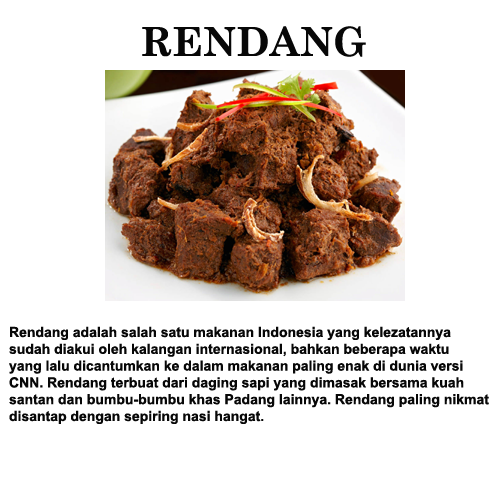 RENDANG
Rendang adalah salah satu makanan Indonesia yang kelezatannya
sudah diakui oleh kalangan internasional, bahkan beberapa waktu
yang lalu dicantumkan ke dalam makanan paling enak di dunia versi
CNN. Rendang terbuat dari daging sapi yang dimasak bersama kuah
santan dan bumbu-bumbu khas Padang lainnya. Rendang paling nikmat
disantap dengan sepiring nasi hangat.